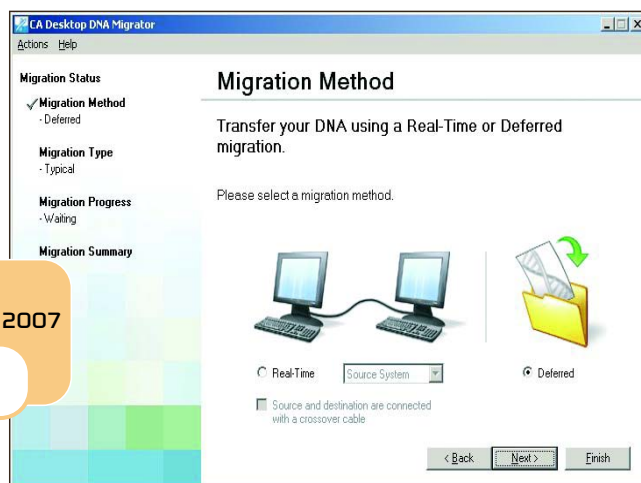 CA Desktop DNA Migrator
Actions Help
Migration Status
Migration Method
- Deferred
Migration Type
- Typical
Migration Progress
- Waiting
Migration Summary
2007
Migration Method
Transfer your DNA using a Real-Time or Deferred
migration.
Please select a migration method.
Real-Time
Source System
Deferred
Source and destination are connected
with a crossover cable
< Back
Next >
Finish